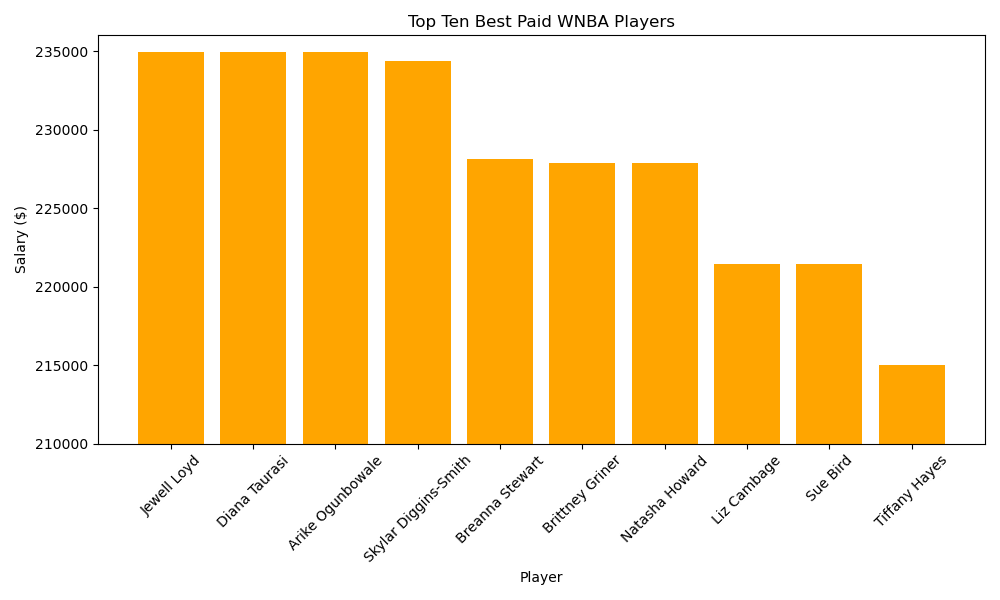 Top Ten Best Paid WNBA Players
Salary ($)
235000
230000
225000
220000
215000
210000
Jewell Loyd
Diana Taurasi
Arike Ogunbowale
Skylar Diggins-Smith
Breanna Stewart
Brittney Griner
Natasha Howard
Liz Cambage
Sue Bird
Tiffany Hayes
Player